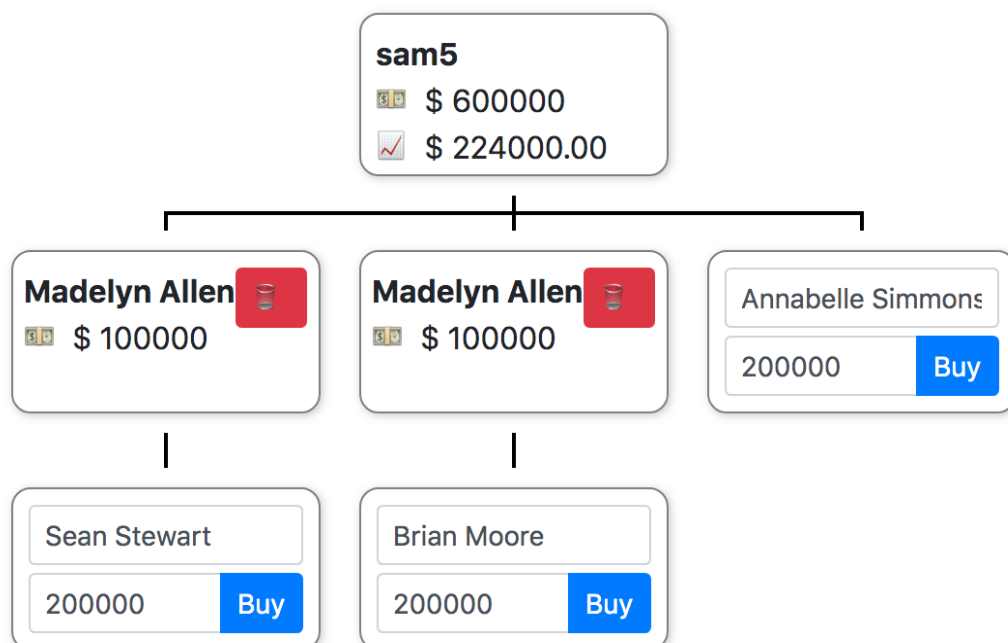 sam5
$ 600000
$ 224000.00
Madelyn Allen
$ 100000
Madelyn Allen
$ 100000
Annabelle Simmons
200000 Buy
Sean Stewart
200000 Buy
Brian Moore
200000 Buy